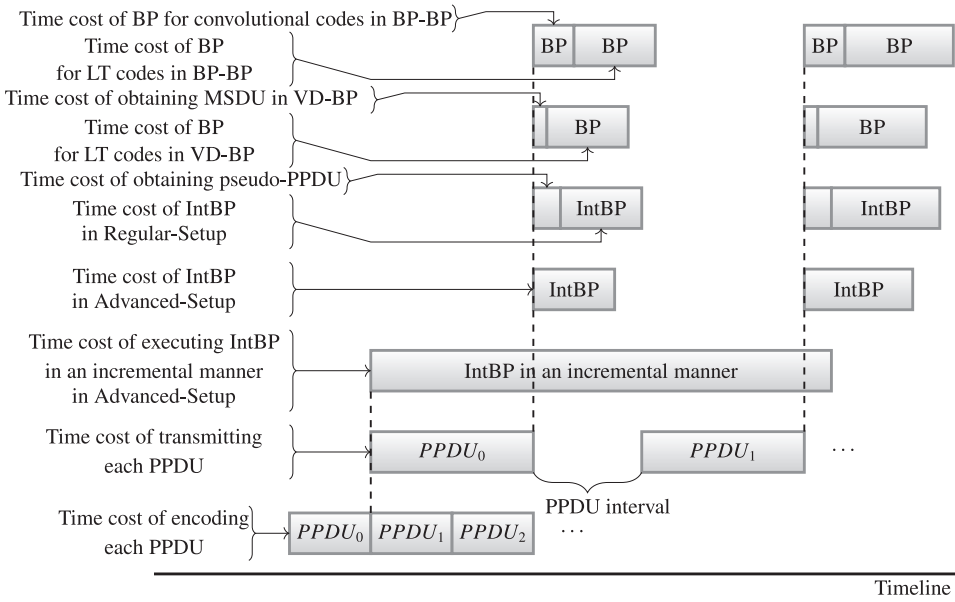 Time cost of BP for convolutional codes in BP-BP
Time cost of BP
for LT codes in BP-BP
BP BP BP BP
Time cost of obtaining MSDU in VD-BP
Time cost of BP
for LT codes in VD-BP
BP BP
Time cost of obtaining pseudo-PPDU
Time cost of IntBP
in Regular-Setup
IntBP IntBP
Time cost of IntBP
in Advanced-Setup
IntBP IntBP
Time cost of executing IntBP
in an incremental manner
in Advanced-Setup
IntBP in an incremental manner
Time cost of transmitting
each PPDU
PPDU₀ PPDU₁ ...
PPDU interval
Time cost of encoding
each PPDU
PPDU₀ PPDU₁ PPDU₂ ...
Timeline